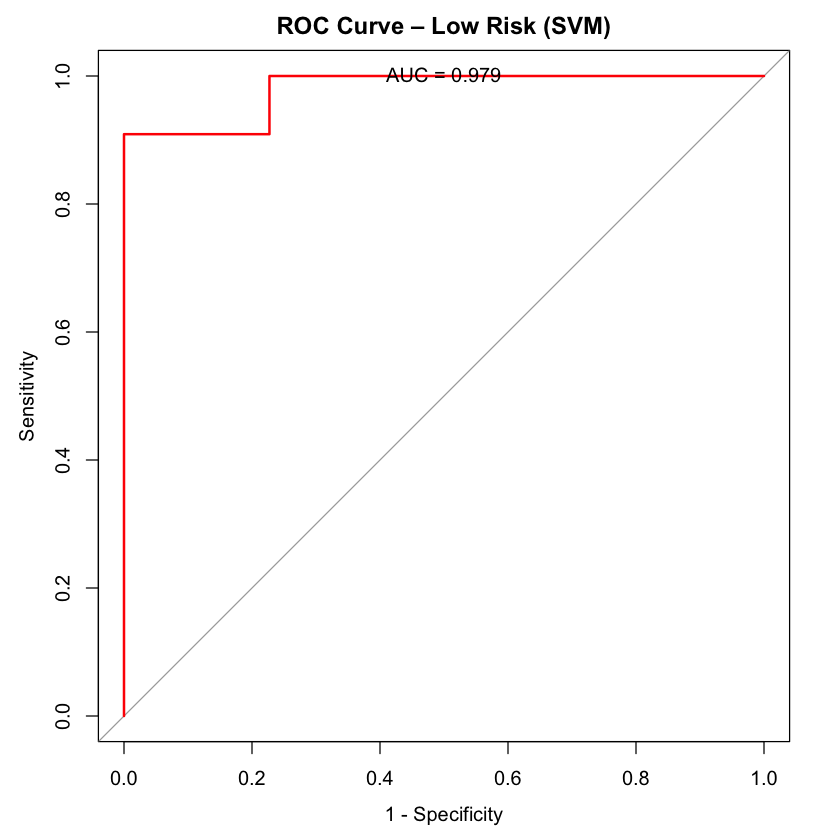 ROC Curve – Low Risk (SVM)
AUC = 0.979
Sensitivity
1.0
0.8
0.6
0.4
0.2
0.0
0.0 0.2 0.4 0.6 0.8 1.0
1 - Specificity